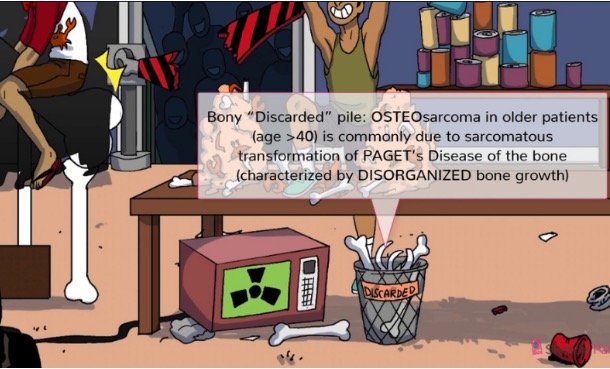 Bony “Discarded” pile: OSTEOsarcoma in older patients
(age >40) is commonly due to sarcomatous
transformation of PAGET's Disease of the bone
(characterized by DISORGANIZED bone growth)
DISCARDED